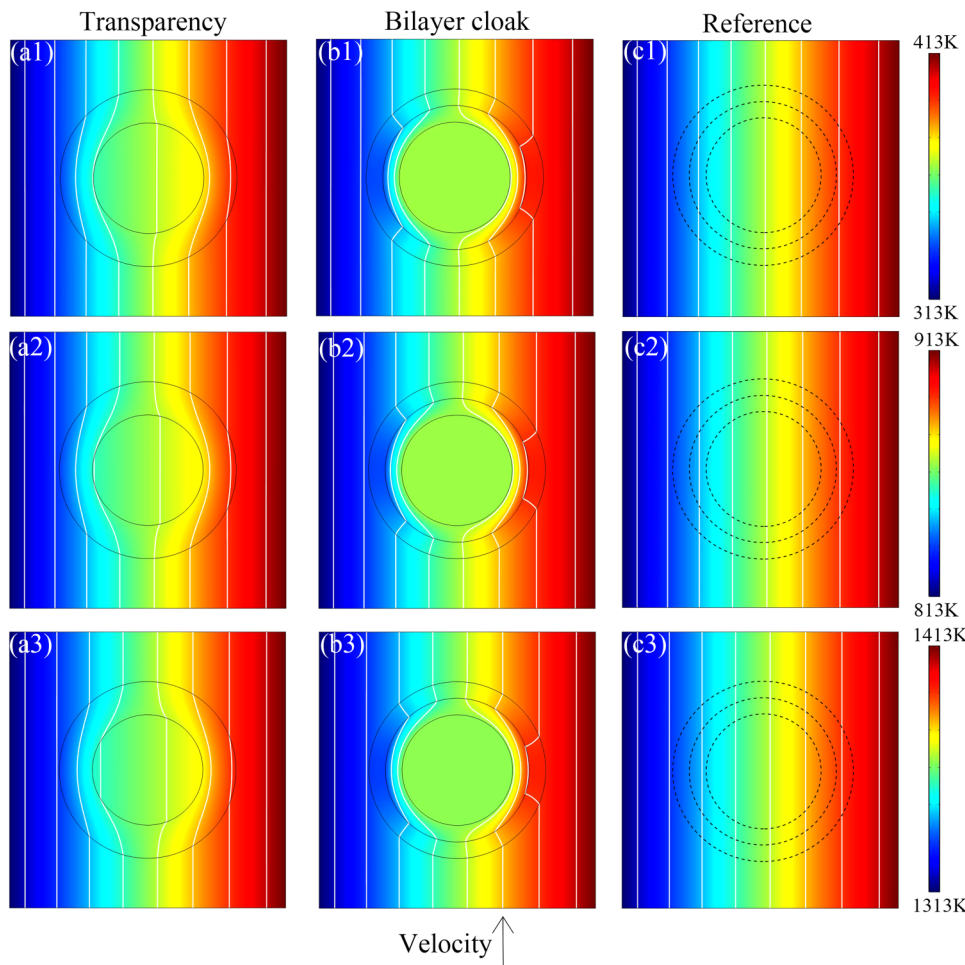 Transparency Bilayer cloak Reference
(a1) (b1) (c1) 413K
313K
(a2) (b2) (c2) 913K
813K
(a3) (b3) (c3) 1413K
1313K
Velocity